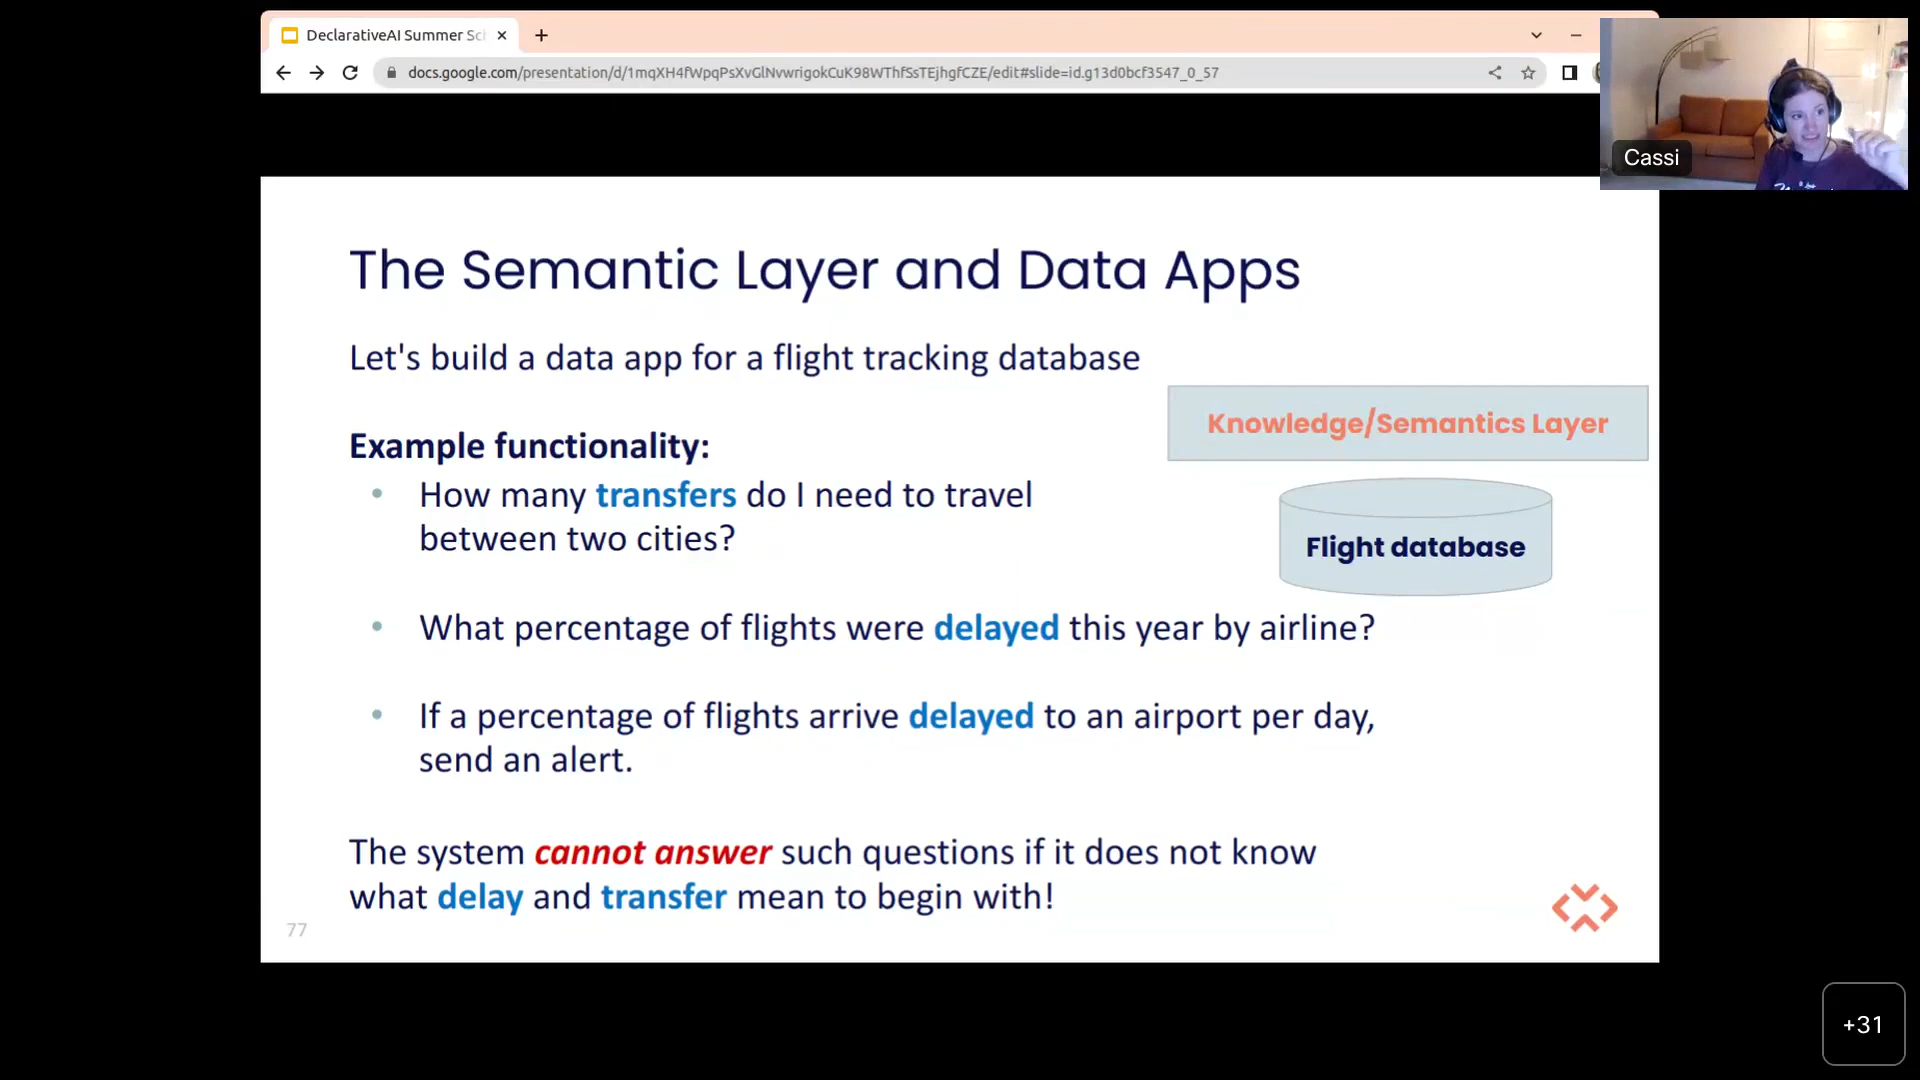 DeclarativeAI Summer Sc
docs.google.com/presentation/d/1mqXH4fWpqPsXvGlNvwrigokCuK98WThfSsTEjhgfCZE/edit#slide=id.g13d0bcf3547_0_57
Cassi
The Semantic Layer and Data Apps
Let's build a data app for a flight tracking database
Knowledge/Semantics Layer
Flight database
Example functionality:
• How many transfers do I need to travel
between two cities?
• What percentage of flights were delayed this year by airline?
• If a percentage of flights arrive delayed to an airport per day,
send an alert.
The system cannot answer such questions if it does not know
what delay and transfer mean to begin with!
77
+31